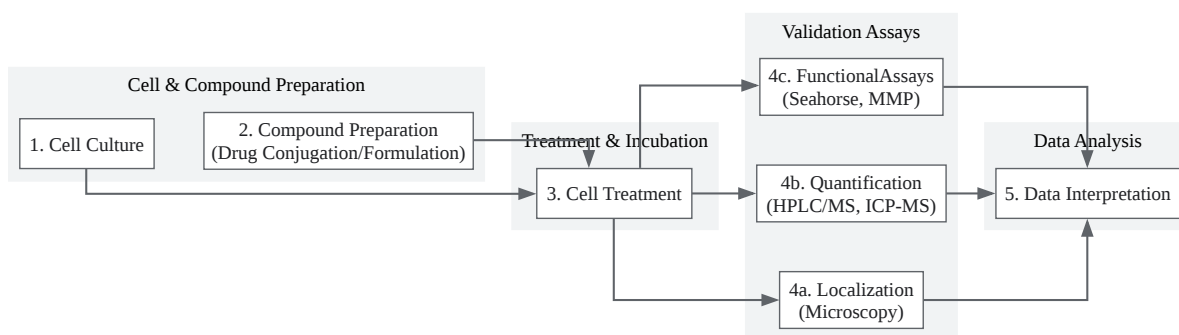 Cell & Compound Preparation
1. Cell Culture
2. Compound Preparation
(Drug Conjugation/Formulation)
Treatment & Incubation
3. Cell Treatment
Validation Assays
4c. FunctionalAssays
(Seahorse, MMP)
4b. Quantification
(HPLC/MS, ICP-MS)
4a. Localization
(Microscopy)
Data Analysis
5. Data Interpretation